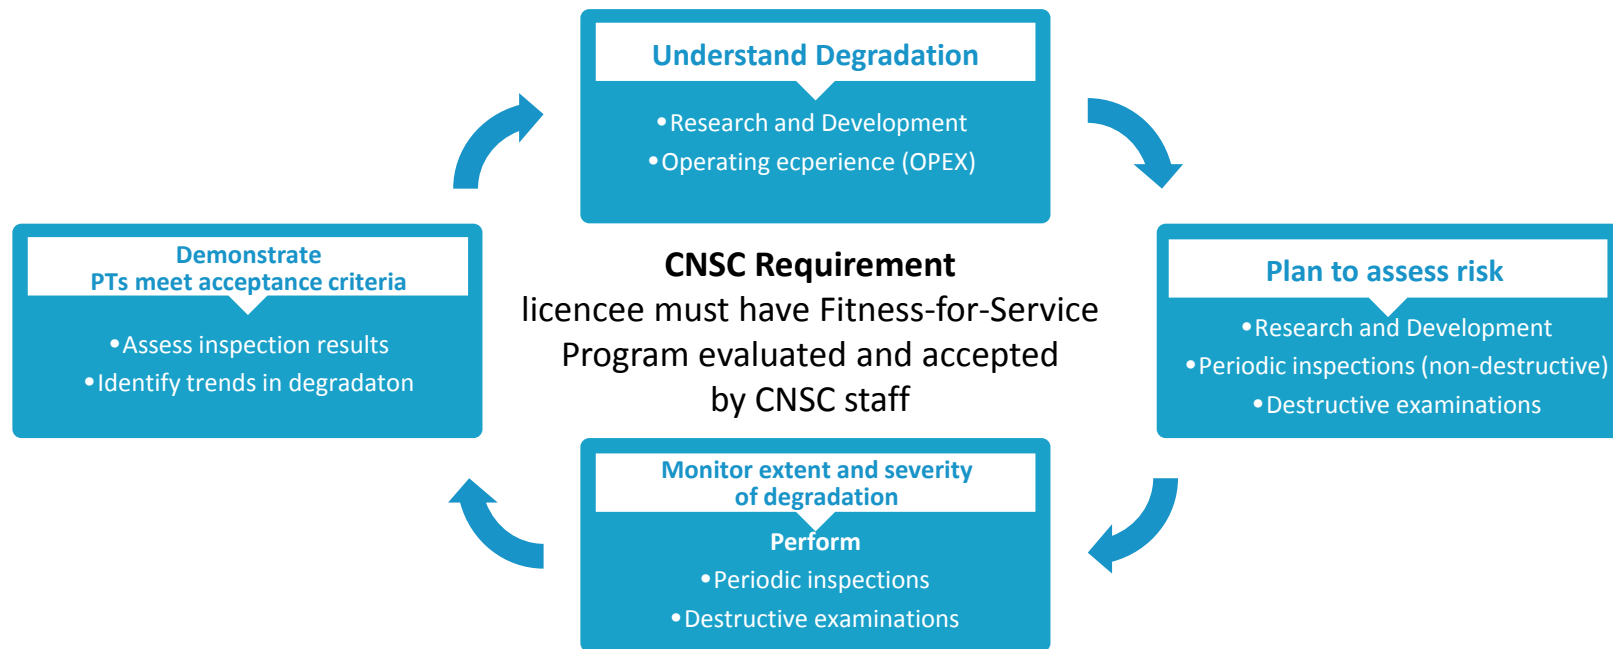 Understand Degradation
•Research and Development
•Operating ecperience (OPEX)
Demonstrate
PTs meet acceptance criteria
•Assess inspection results
•Identify trends in degradaton
CNSC Requirement
licencee must have Fitness-for-Service
Program evaluated and accepted
by CNSC staff
Plan to assess risk
•Research and Development
•Periodic inspections (non-destructive)
•Destructive examinations
Monitor extent and severity
of degradation
Perform
•Periodic inspections
•Destructive examinations